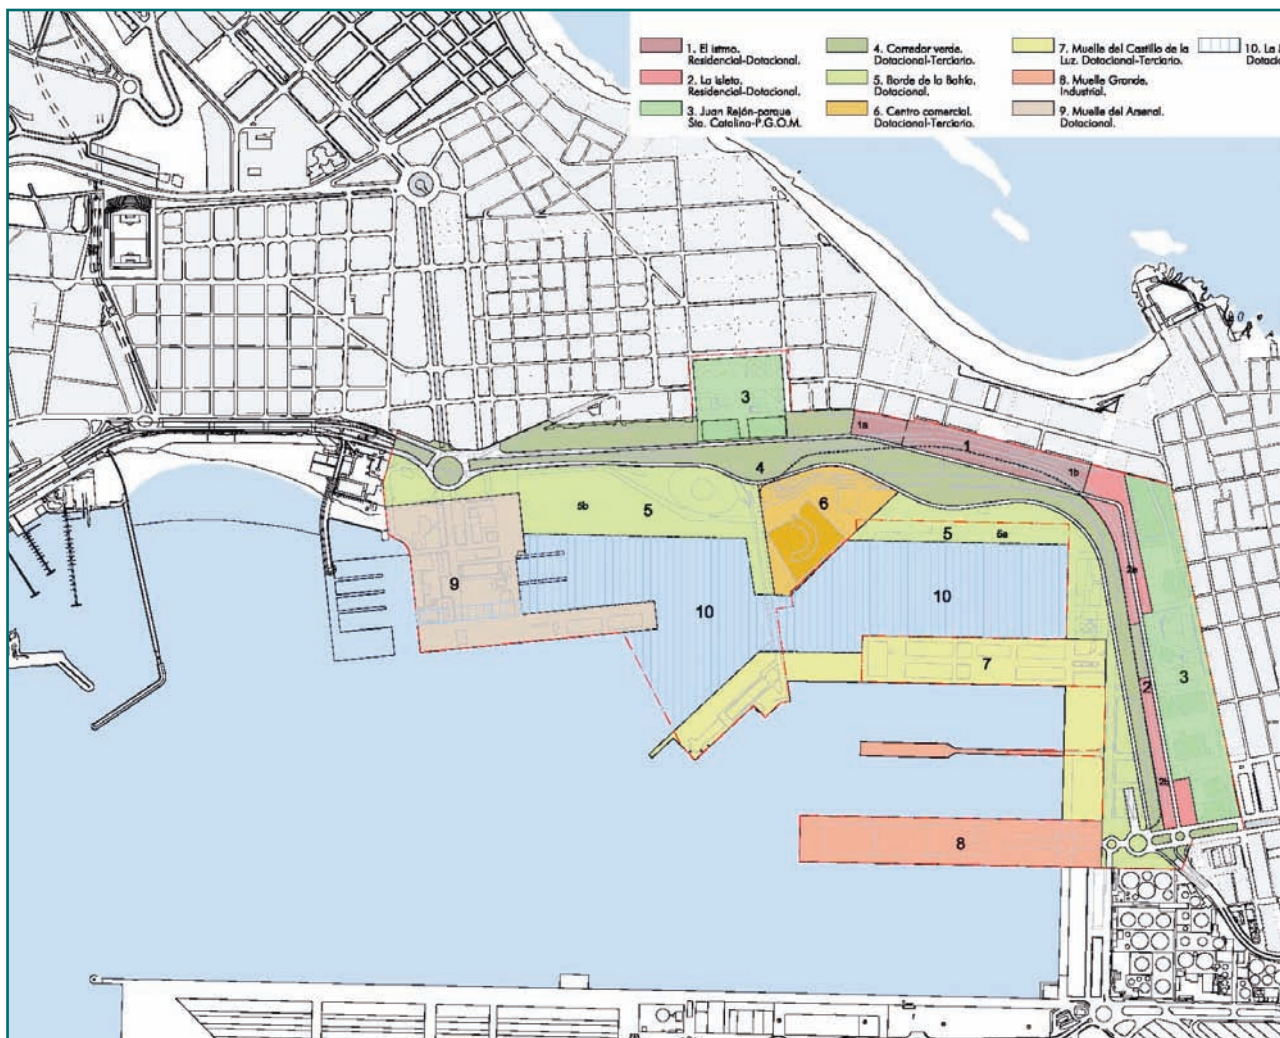 1. El Istmo.
Residencial-Dotacional.
2. La Isleta.
Residencial-Dotacional.
3. Juan Rejón-parque
Sta. Catalina-P.G.O.M.
4. Corredor verde.
Dotacional-Terciario.
5. Borde de la Bahía.
Dotacional.
6. Centro comercial.
Dotacional-Terciario.
7. Muelle del Castillo de la
Luz. Dotacional-Terciario.
8. Muelle Grande.
Industrial.
9. Muelle del Arsenal.
Dotacional.
10. La
Dotacio
3
1a
1
1b
4
6
5b
5
5
5a
2a
9
10
10
7
2
3
2b
8